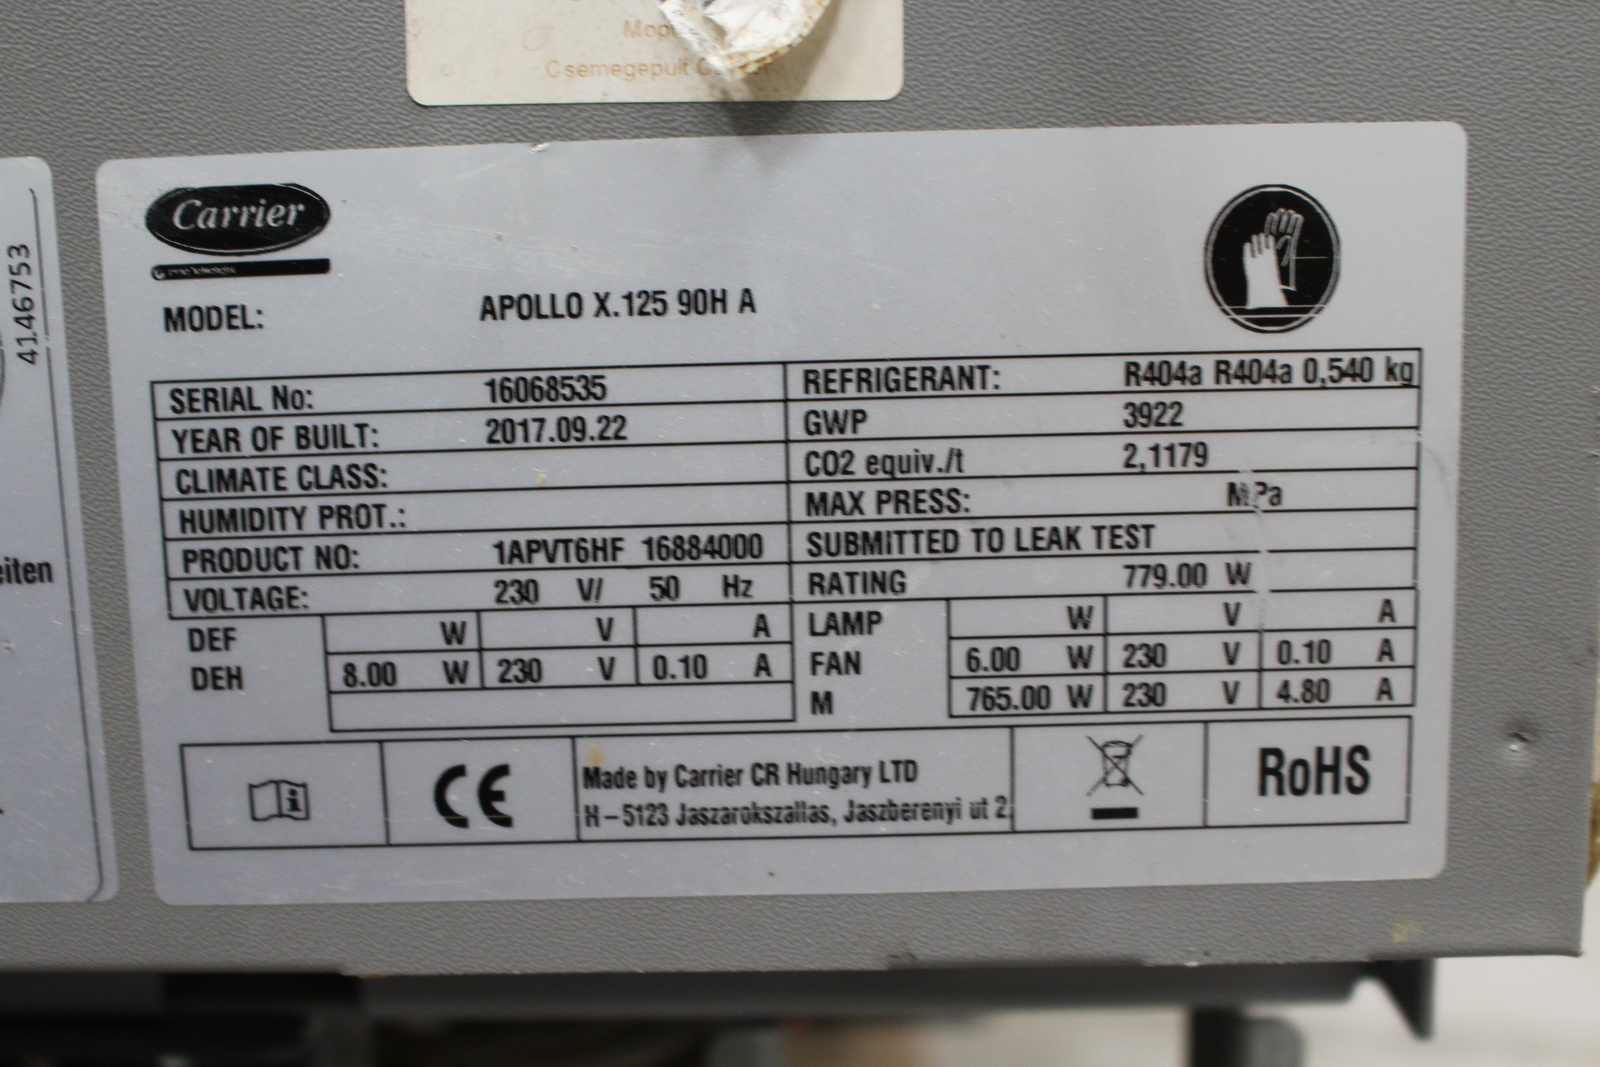 Csemegepult
4146753
eiten
Carrier
MODEL: APOLLO X.125 90H A
SERIAL No: 16068535
YEAR OF BUILT: 2017.09.22
CLIMATE CLASS:
HUMIDITY PROT.:
PRODUCT NO: 1APVT6HF 16884000
VOLTAGE: 230 V/ 50 Hz
DEF W V A
DEH 8.00 W 230 V 0.10 A
REFRIGERANT: R404a R404a 0,540 kg
GWP 3922
CO2 equiv./t 2,1179
MAX PRESS: MPa
SUBMITTED TO LEAK TEST
RATING 779.00 W
LAMP W V A
FAN 6.00 W 230 V 0.10 A
M 765.00 W 230 V 4.80 A
CE
Made by Carrier CR Hungary LTD
H-5123 Jaszarokszallas, Jaszberenyi ut 2.
RoHS